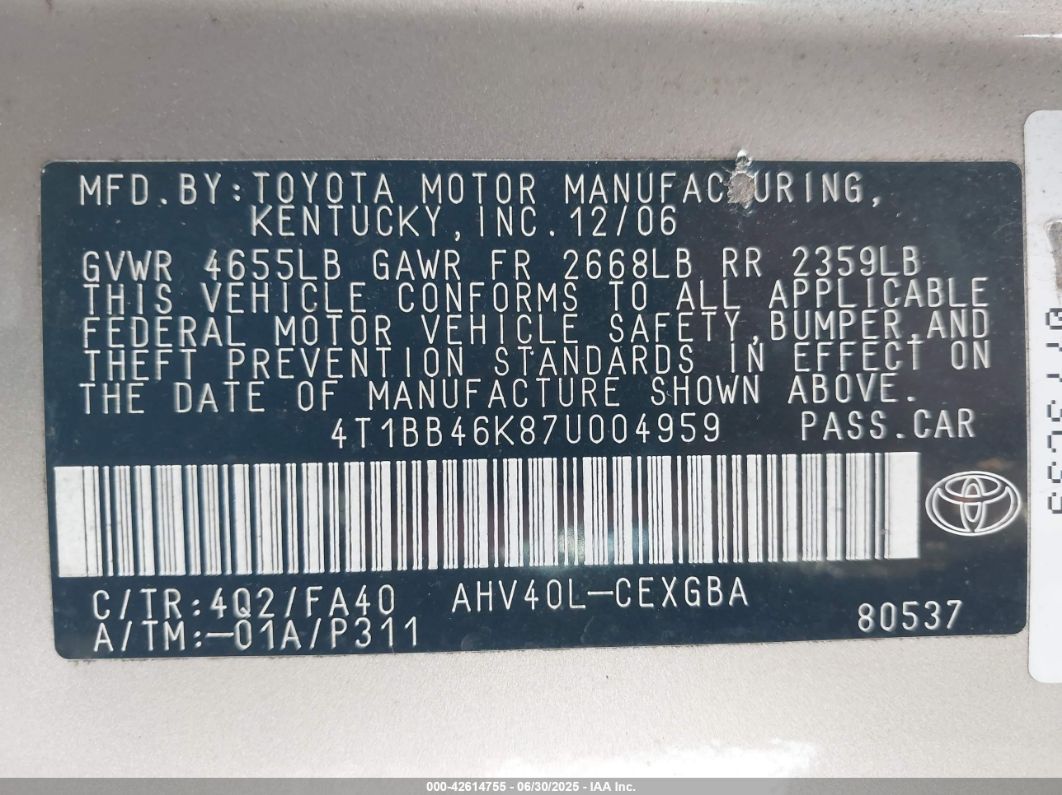 MFD.BY:TOYOTA MOTOR MANUFACTURING,
KENTUCKY,INC.12/06
GVWR 4655LB GAWR FR 2668LB RR 2359LB
THIS VEHICLE CONFORMS TO ALL APPLICABLE
FEDERAL MOTOR VEHICLE SAFETY,BUMPER,AND
THEFT PREVENTION STANDARDS IN EFFECT ON
THE DATE OF MANUFACTURE SHOWN ABOVE.
4T1BB46K87U004959 PASS.CAR
C/TR:4Q2/FA40 AHV40L-CEXGBA
A/TM:-01A/P311 80537
000-42614755 - 06/30/2025 - IAA Inc.